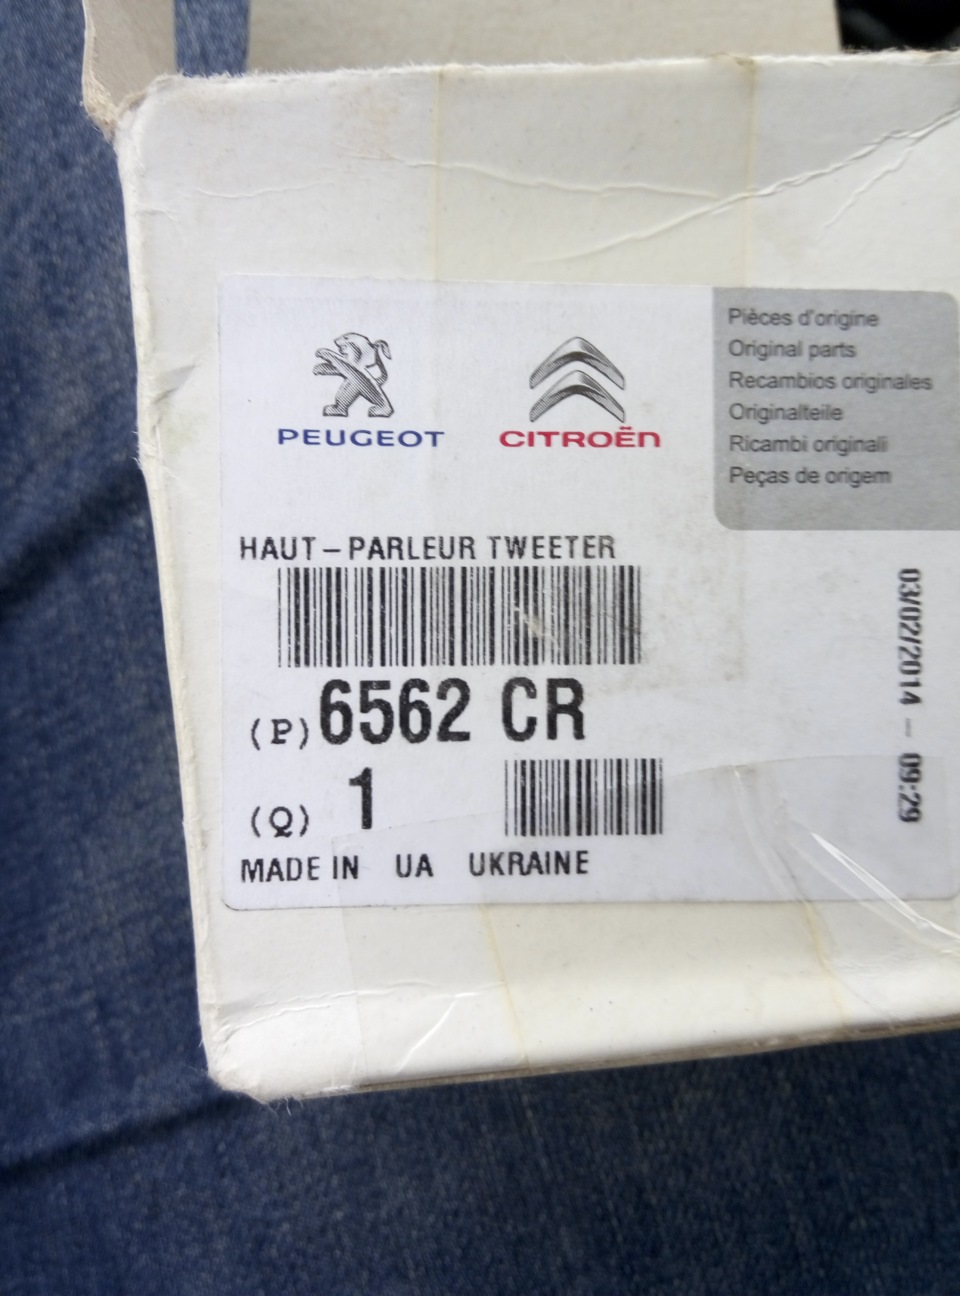 PEUGEOT
CITROËN
Pièces d'origine
Original parts
Recambios originales
Originalteile
Ricambi originali
Peças de origem
HAUT-PARLEUR TWEETER
(P) 6562 CR
(Q) 1
MADE IN UA UKRAINE
03/02/2014 - 09:29